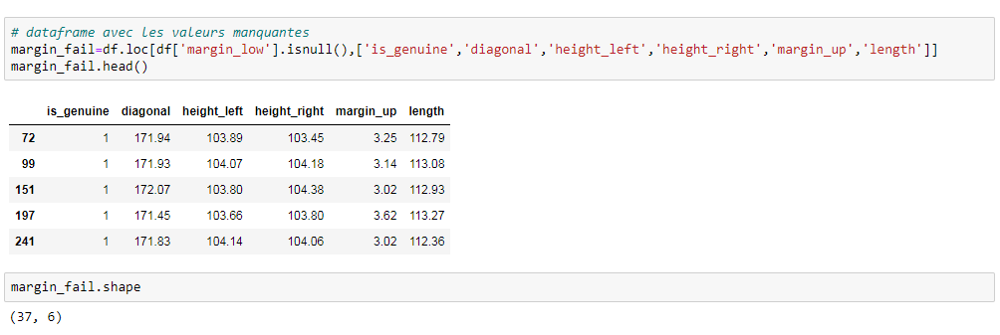 # dataframe avec les valeurs manquantes
margin_fail=df.loc[df['margin_low'].isnull(),['is_genuine','diagonal','height_left','height_right','margin_up','length']]
margin_fail.head()
is_genuine diagonal height_left height_right margin_up length
72 1 171.94 103.89 103.45 3.25 112.79
99 1 171.93 104.07 104.18 3.14 113.08
151 1 172.07 103.80 104.38 3.02 112.93
197 1 171.45 103.66 103.80 3.62 113.27
241 1 171.83 104.14 104.06 3.02 112.36
margin_fail.shape
(37, 6)